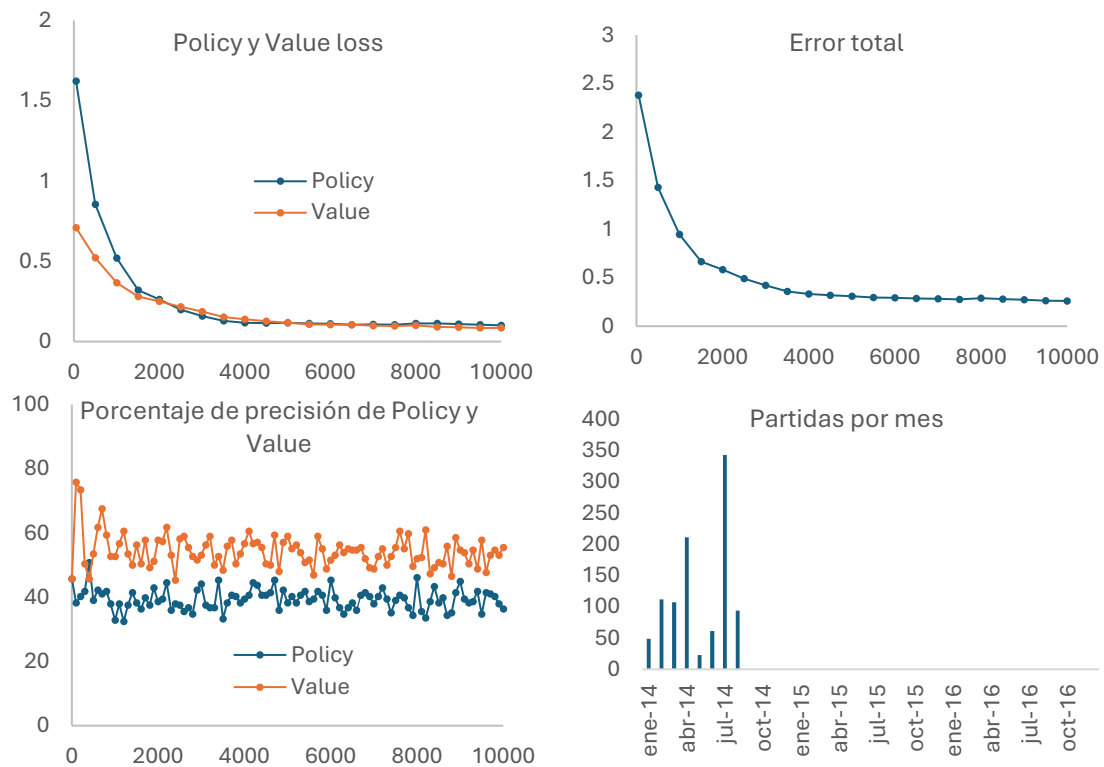 Policy y Value loss
2
1.5
1
0.5
0
Policy
Value
0 2000 4000 6000 8000 10000
Error total
3
2.5
2
1.5
1
0.5
0
0 2000 4000 6000 8000 10000
Porcentaje de precisión de Policy y
Value
100
80
60
40
20
0
Policy
Value
0 2000 4000 6000 8000 10000
Partidas por mes
400
350
300
250
200
150
100
50
0
ene-14
abr-14
jul-14
oct-14
ene-15
abr-15
jul-15
oct-15
ene-16
abr-16
jul-16
oct-16